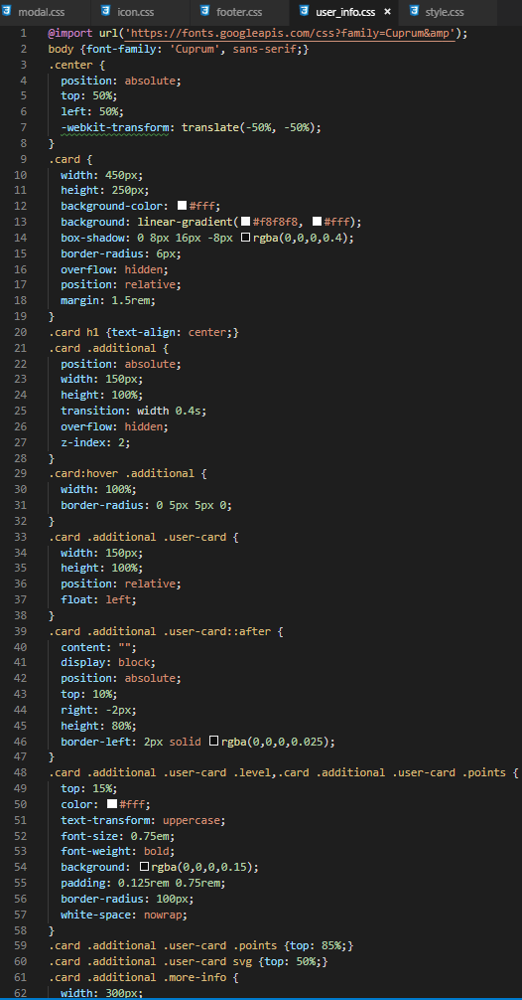 modal.css icon.css footer.css user_info.css × style.css
1 @import url('https://fonts.googleapis.com/css?family=Cuprum&amp');
2 body {font-family: 'Cuprum', sans-serif;}
3 .center {
4 position: absolute;
5 top: 50%;
6 left: 50%;
7 -webkit-transform: translate(-50%, -50%);
8 }
9 .card {
10 width: 450px;
11 height: 250px;
12 background-color: #fff;
13 background: linear-gradient(#f8f8f8, #fff);
14 box-shadow: 0 8px 16px -8px rgba(0,0,0,0.4);
15 border-radius: 6px;
16 overflow: hidden;
17 position: relative;
18 margin: 1.5rem;
19 }
20 .card h1 {text-align: center;}
21 .card .additional {
22 position: absolute;
23 width: 150px;
24 height: 100%;
25 transition: width 0.4s;
26 overflow: hidden;
27 z-index: 2;
28 }
29 .card:hover .additional {
30 width: 100%;
31 border-radius: 0 5px 5px 0;
32 }
33 .card .additional .user-card {
34 width: 150px;
35 height: 100%;
36 position: relative;
37 float: left;
38 }
39 .card .additional .user-card::after {
40 content: "";
41 display: block;
42 position: absolute;
43 top: 10%;
44 right: -2px;
45 height: 80%;
46 border-left: 2px solid rgba(0,0,0,0.025);
47 }
48 .card .additional .user-card .level,.card .additional .user-card .points {
49 top: 15%;
50 color: #fff;
51 text-transform: uppercase;
52 font-size: 0.75em;
53 font-weight: bold;
54 background: rgba(0,0,0,0.15);
55 padding: 0.125rem 0.75rem;
56 border-radius: 100px;
57 white-space: nowrap;
58 }
59 .card .additional .user-card .points {top: 85%;}
60 .card .additional .user-card svg {top: 50%;}
61 .card .additional .more-info {
62 width: 300px;